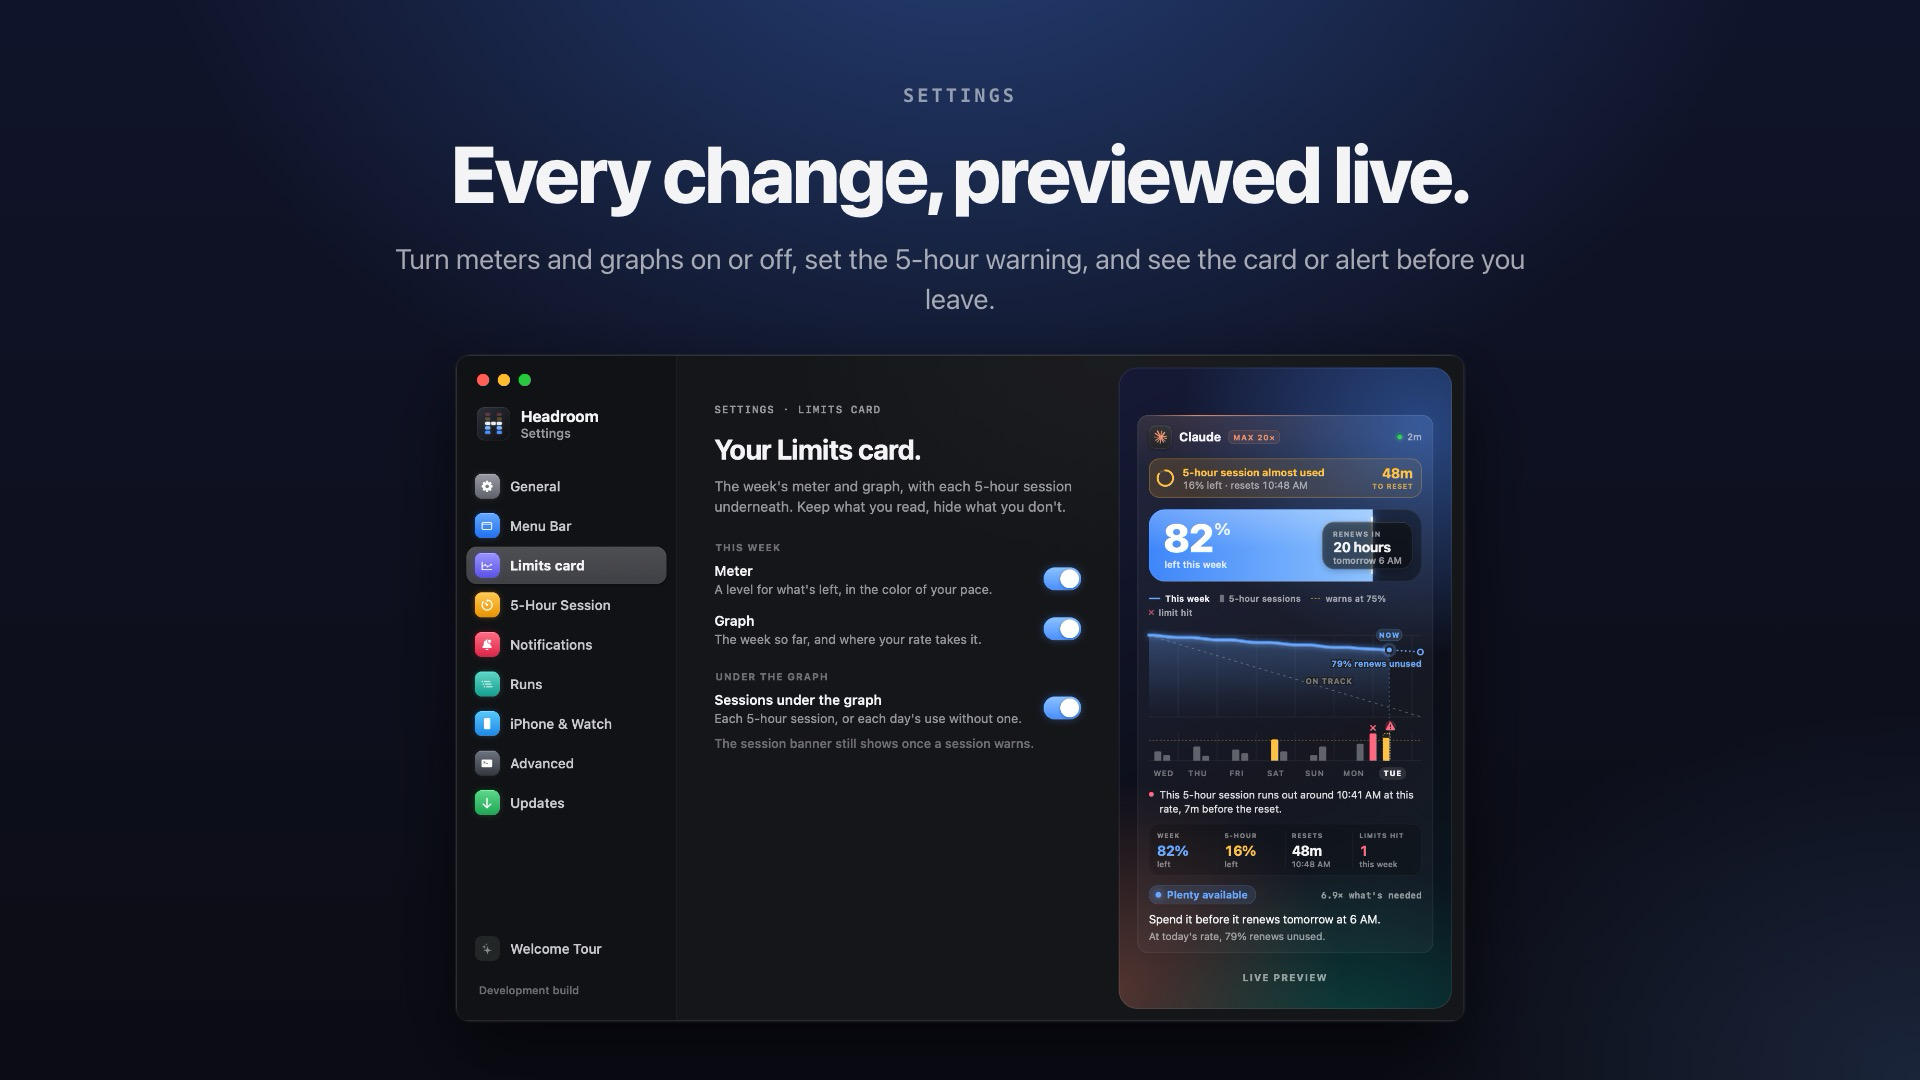 SETTINGS
Every change, previewed live.
Turn meters and graphs on or off, set the 5-hour warning, and see the card or alert before you
leave.
Headroom
Settings
General
Menu Bar
Limits card
5-Hour Session
Notifications
Runs
iPhone & Watch
Advanced
Updates
Welcome Tour
Development build
SETTINGS · LIMITS CARD
Your Limits card.
The week's meter and graph, with each 5-hour session
underneath. Keep what you read, hide what you don't.
THIS WEEK
Meter
A level for what's left, in the color of your pace.
Graph
The week so far, and where your rate takes it.
UNDER THE GRAPH
Sessions under the graph
Each 5-hour session, or each day's use without one.
The session banner still shows once a session warns.
Claude MAX 20x 2m
5-hour session almost used 48m
16% left · resets 10:48 AM TO RESET
82%
left this week
RENEWS IN
20 hours
tomorrow 6 AM
This week 5-hour sessions warns at 75%
× limit hit
NOW
79% renews unused
ON TRACK
WED THU FRI SAT SUN MON TUE
This 5-hour session runs out around 10:41 AM at this
rate, 7m before the reset.
WEEK 5-HOUR RESETS LIMITS HIT
82% 16% 48m 1
left left 10:48 AM this week
Plenty available 6.9× what's needed
Spend it before it renews tomorrow at 6 AM.
At today's rate, 79% renews unused.
LIVE PREVIEW